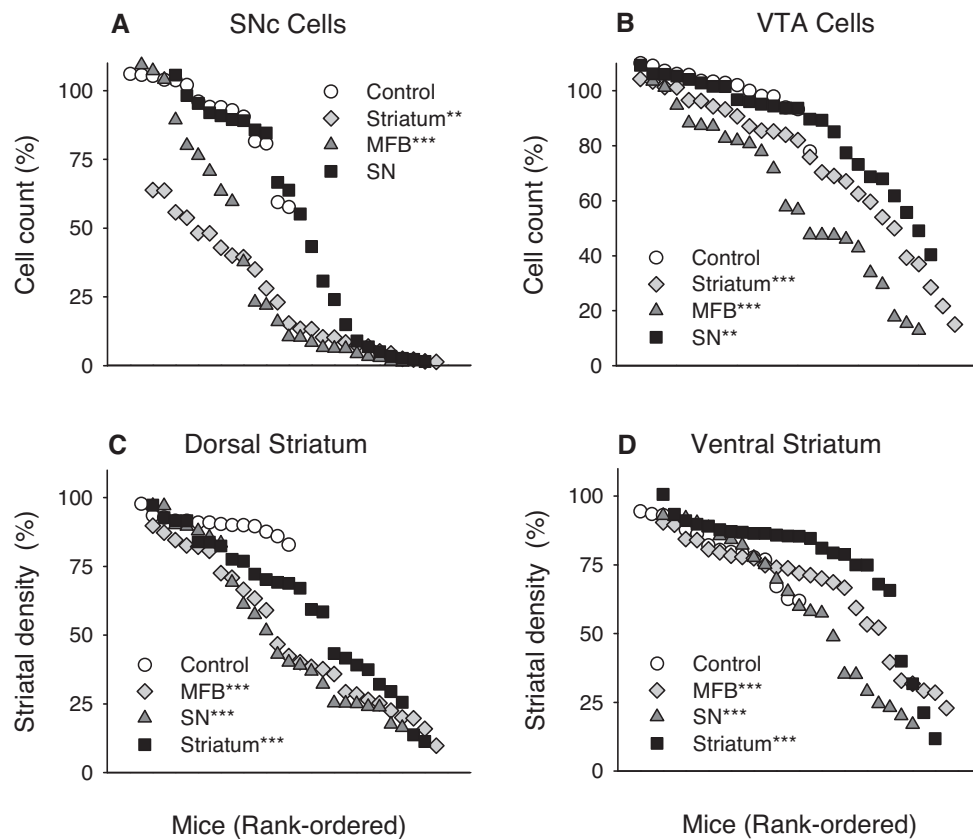 A SNc Cells
Cell count (%)
100
75
50
25
0
Control
Striatum**
MFB***
SN
B VTA Cells
Cell count (%)
100
80
60
40
20
0
Control
Striatum***
MFB***
SN**
C Dorsal Striatum
Striatal density (%)
100
75
50
25
0
Control
MFB***
SN***
Striatum***
Mice (Rank-ordered)
D Ventral Striatum
Striatal density (%)
100
75
50
25
0
Control
MFB***
SN***
Striatum***
Mice (Rank-ordered)